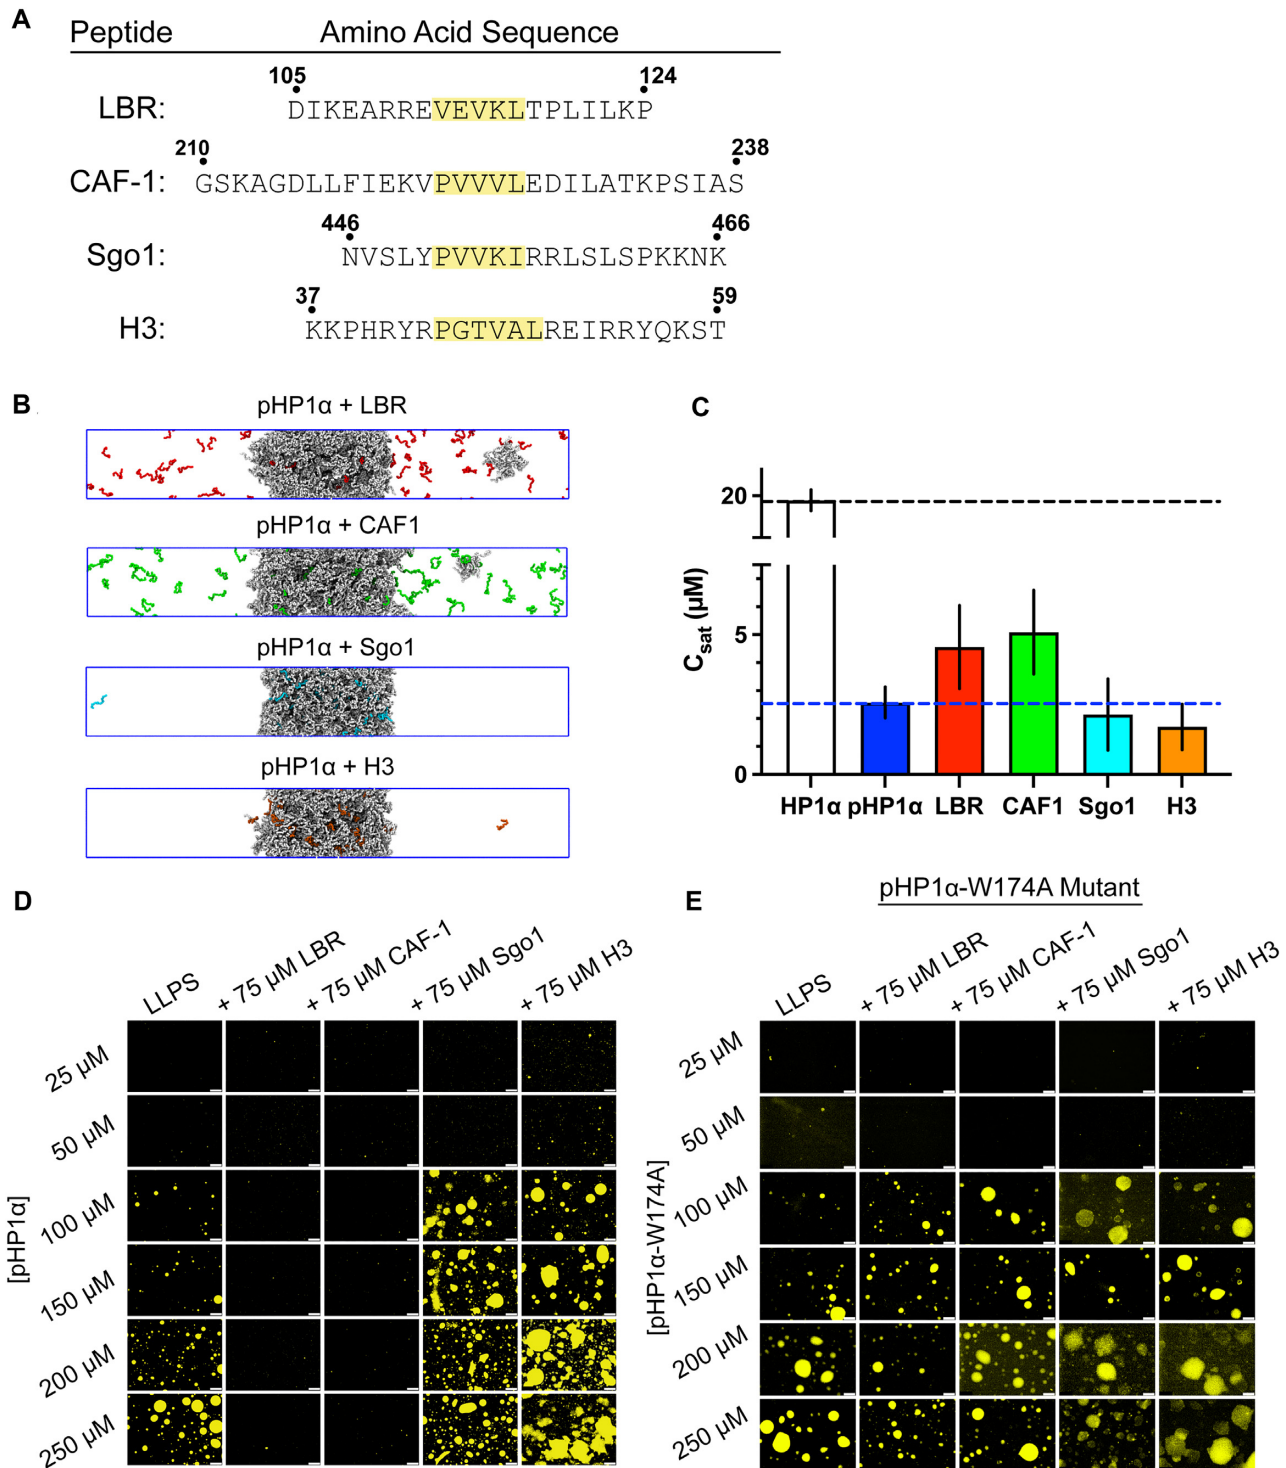 A
Peptide Amino Acid Sequence
105 124
LBR: DIKEARREVEVKLTPLILKP
210 238
CAF-1: GSKAGDLLFIEKVPVVVLEDILATKPSIAS
446 466
Sgo1: NVSLYPVVKIRRLSLSPKKNK
37 59
H3: KKPHRYRPGTVALREIRRYQKST
B
pHP1α + LBR
pHP1α + CAF1
pHP1α + Sgo1
pHP1α + H3
C
20
5
0
Csat (µM)
HP1α pHP1α LBR CAF1 Sgo1 H3
D
LLPS
+ 75 µM LBR
+ 75 µM CAF-1
+ 75 µM Sgo1
+ 75 µM H3
25 µM
50 µM
100 µM
150 µM
200 µM
250 µM
[pHP1α]
E
pHP1α-W174A Mutant
LLPS
+ 75 µM LBR
+ 75 µM CAF-1
+ 75 µM Sgo1
+ 75 µM H3
25 µM
50 µM
100 µM
150 µM
200 µM
250 µM
[pHP1α-W174A]